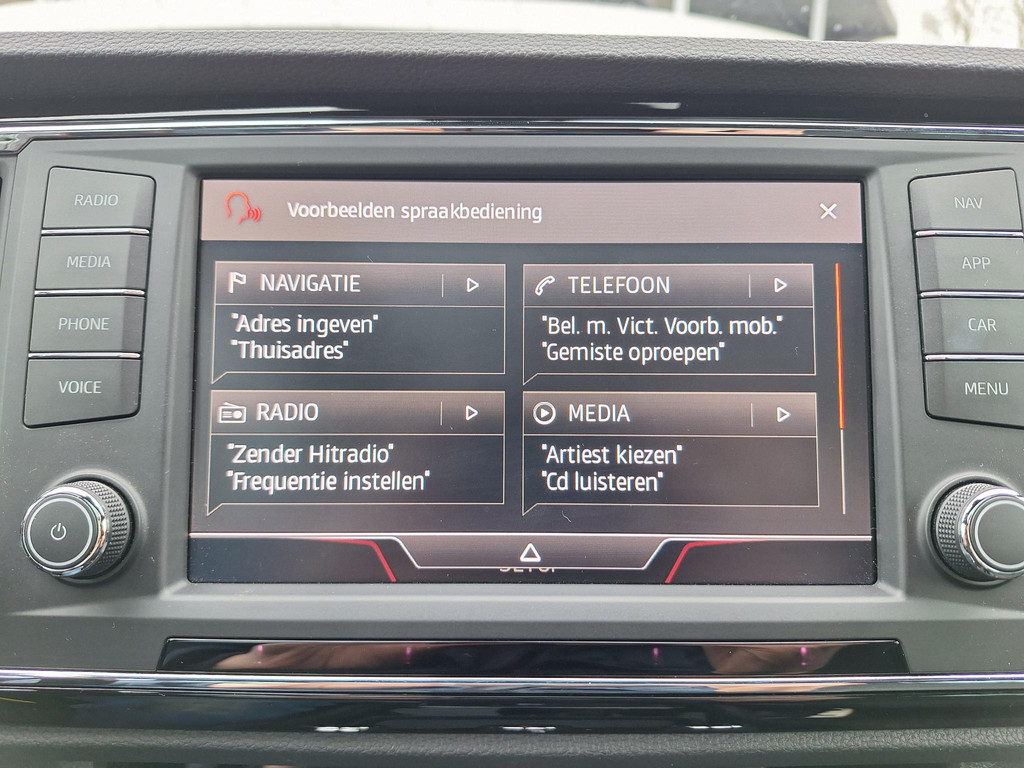 Voorbeelden spraakbediening
NAVIGATIE
"Adres ingeven"
"Thuisadres"
TELEFOON
"Bel. m. Vict. Voorb. mob."
"Gemiste oproepen"
RADIO
"Zender Hitradio"
"Frequentie instellen"
MEDIA
"Artiest kiezen"
"Cd luisteren"
RADIO
MEDIA
PHONE
VOICE
NAV
APP
CAR
MENU